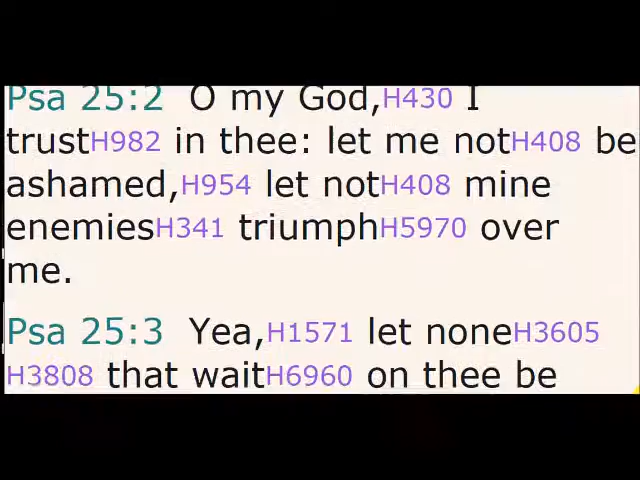 Psa 25:2 O my God,H430 I
trustH982 in thee: let me notH408 be
ashamed,H954 let notH408 mine
enemiesH341 triumphH5970 over
me.
Psa 25:3 Yea,H1571 let noneH3605
H3808 that waitH6960 on thee be